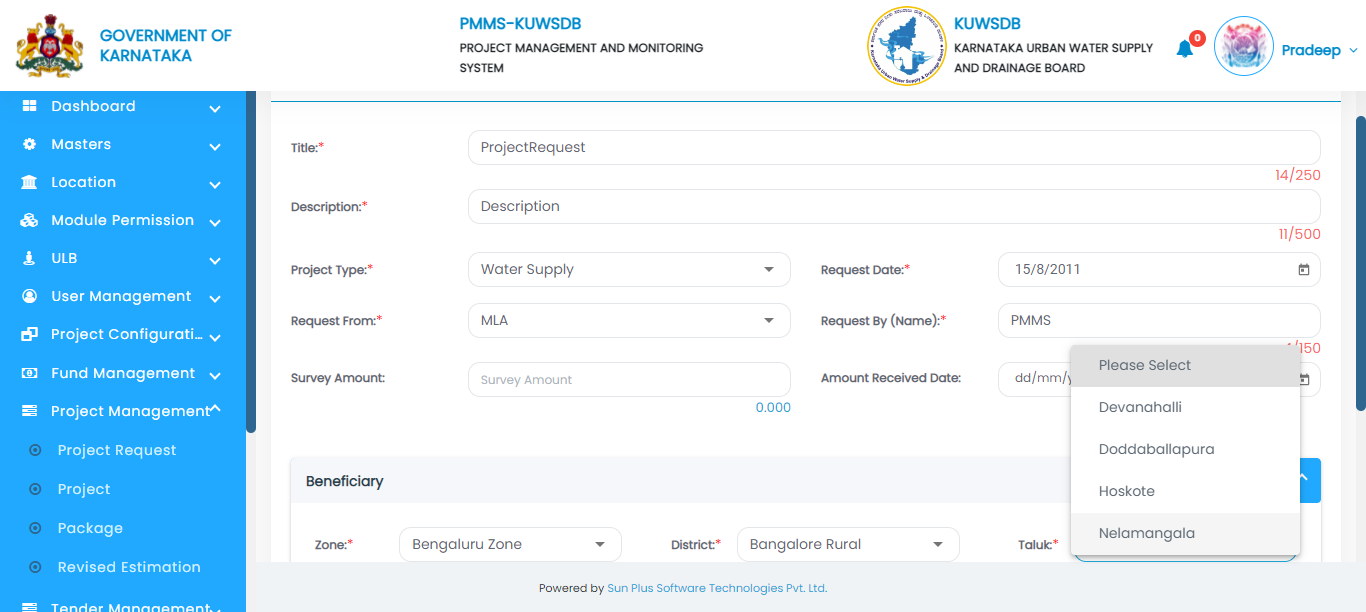 GOVERNMENT OF
KARNATAKA
PMMS-KUWSDB
PROJECT MANAGEMENT AND MONITORING
SYSTEM
KUWSDB
KARNATAKA URBAN WATER SUPPLY
AND DRAINAGE BOARD
0
Pradeep
Dashboard
Masters
Location
Module Permission
ULB
User Management
Project Configurati...
Fund Management
Project Management
Project Request
Project
Package
Revised Estimation
Tender Management
Title:*
ProjectRequest
14/250
Description:*
Description
11/500
Project Type:*
Water Supply
Request Date:*
15/8/2011
Request From:*
MLA
Request By (Name):*
PMMS
/150
Survey Amount:
Survey Amount
0.000
Amount Received Date:
dd/mm/y
Please Select
Devanahalli
Doddaballapura
Hoskote
Nelamangala
Beneficiary
Zone:*
Bengaluru Zone
District:*
Bangalore Rural
Taluk:*
Powered by Sun Plus Software Technologies Pvt. Ltd.